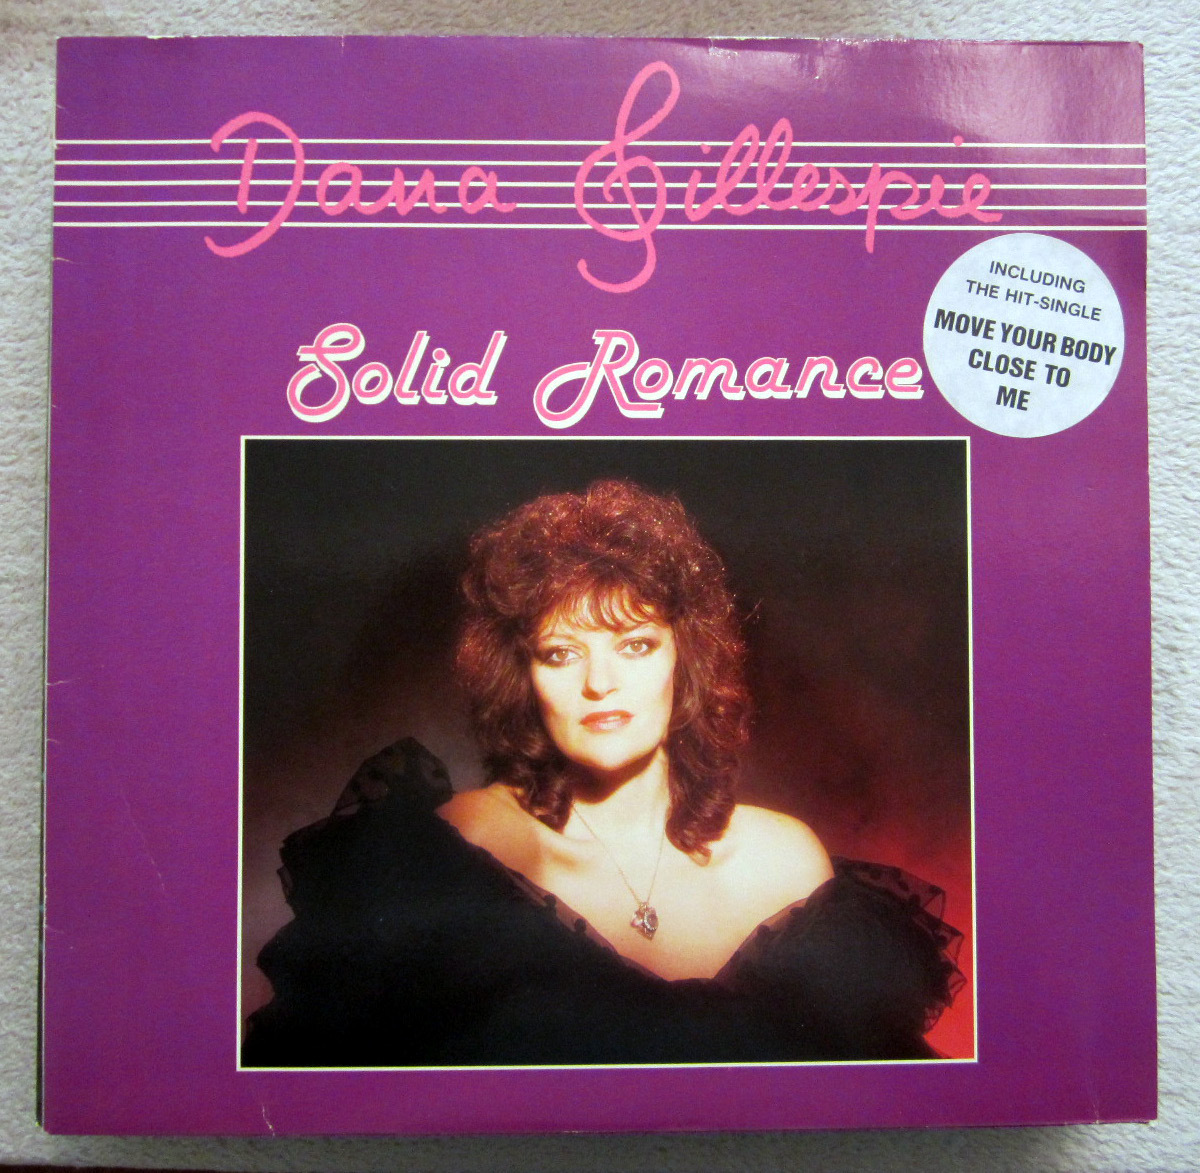 Dana Gillespie
Solid Romance
INCLUDING
THE HIT-SINGLE
MOVE YOUR BODY
CLOSE TO
ME